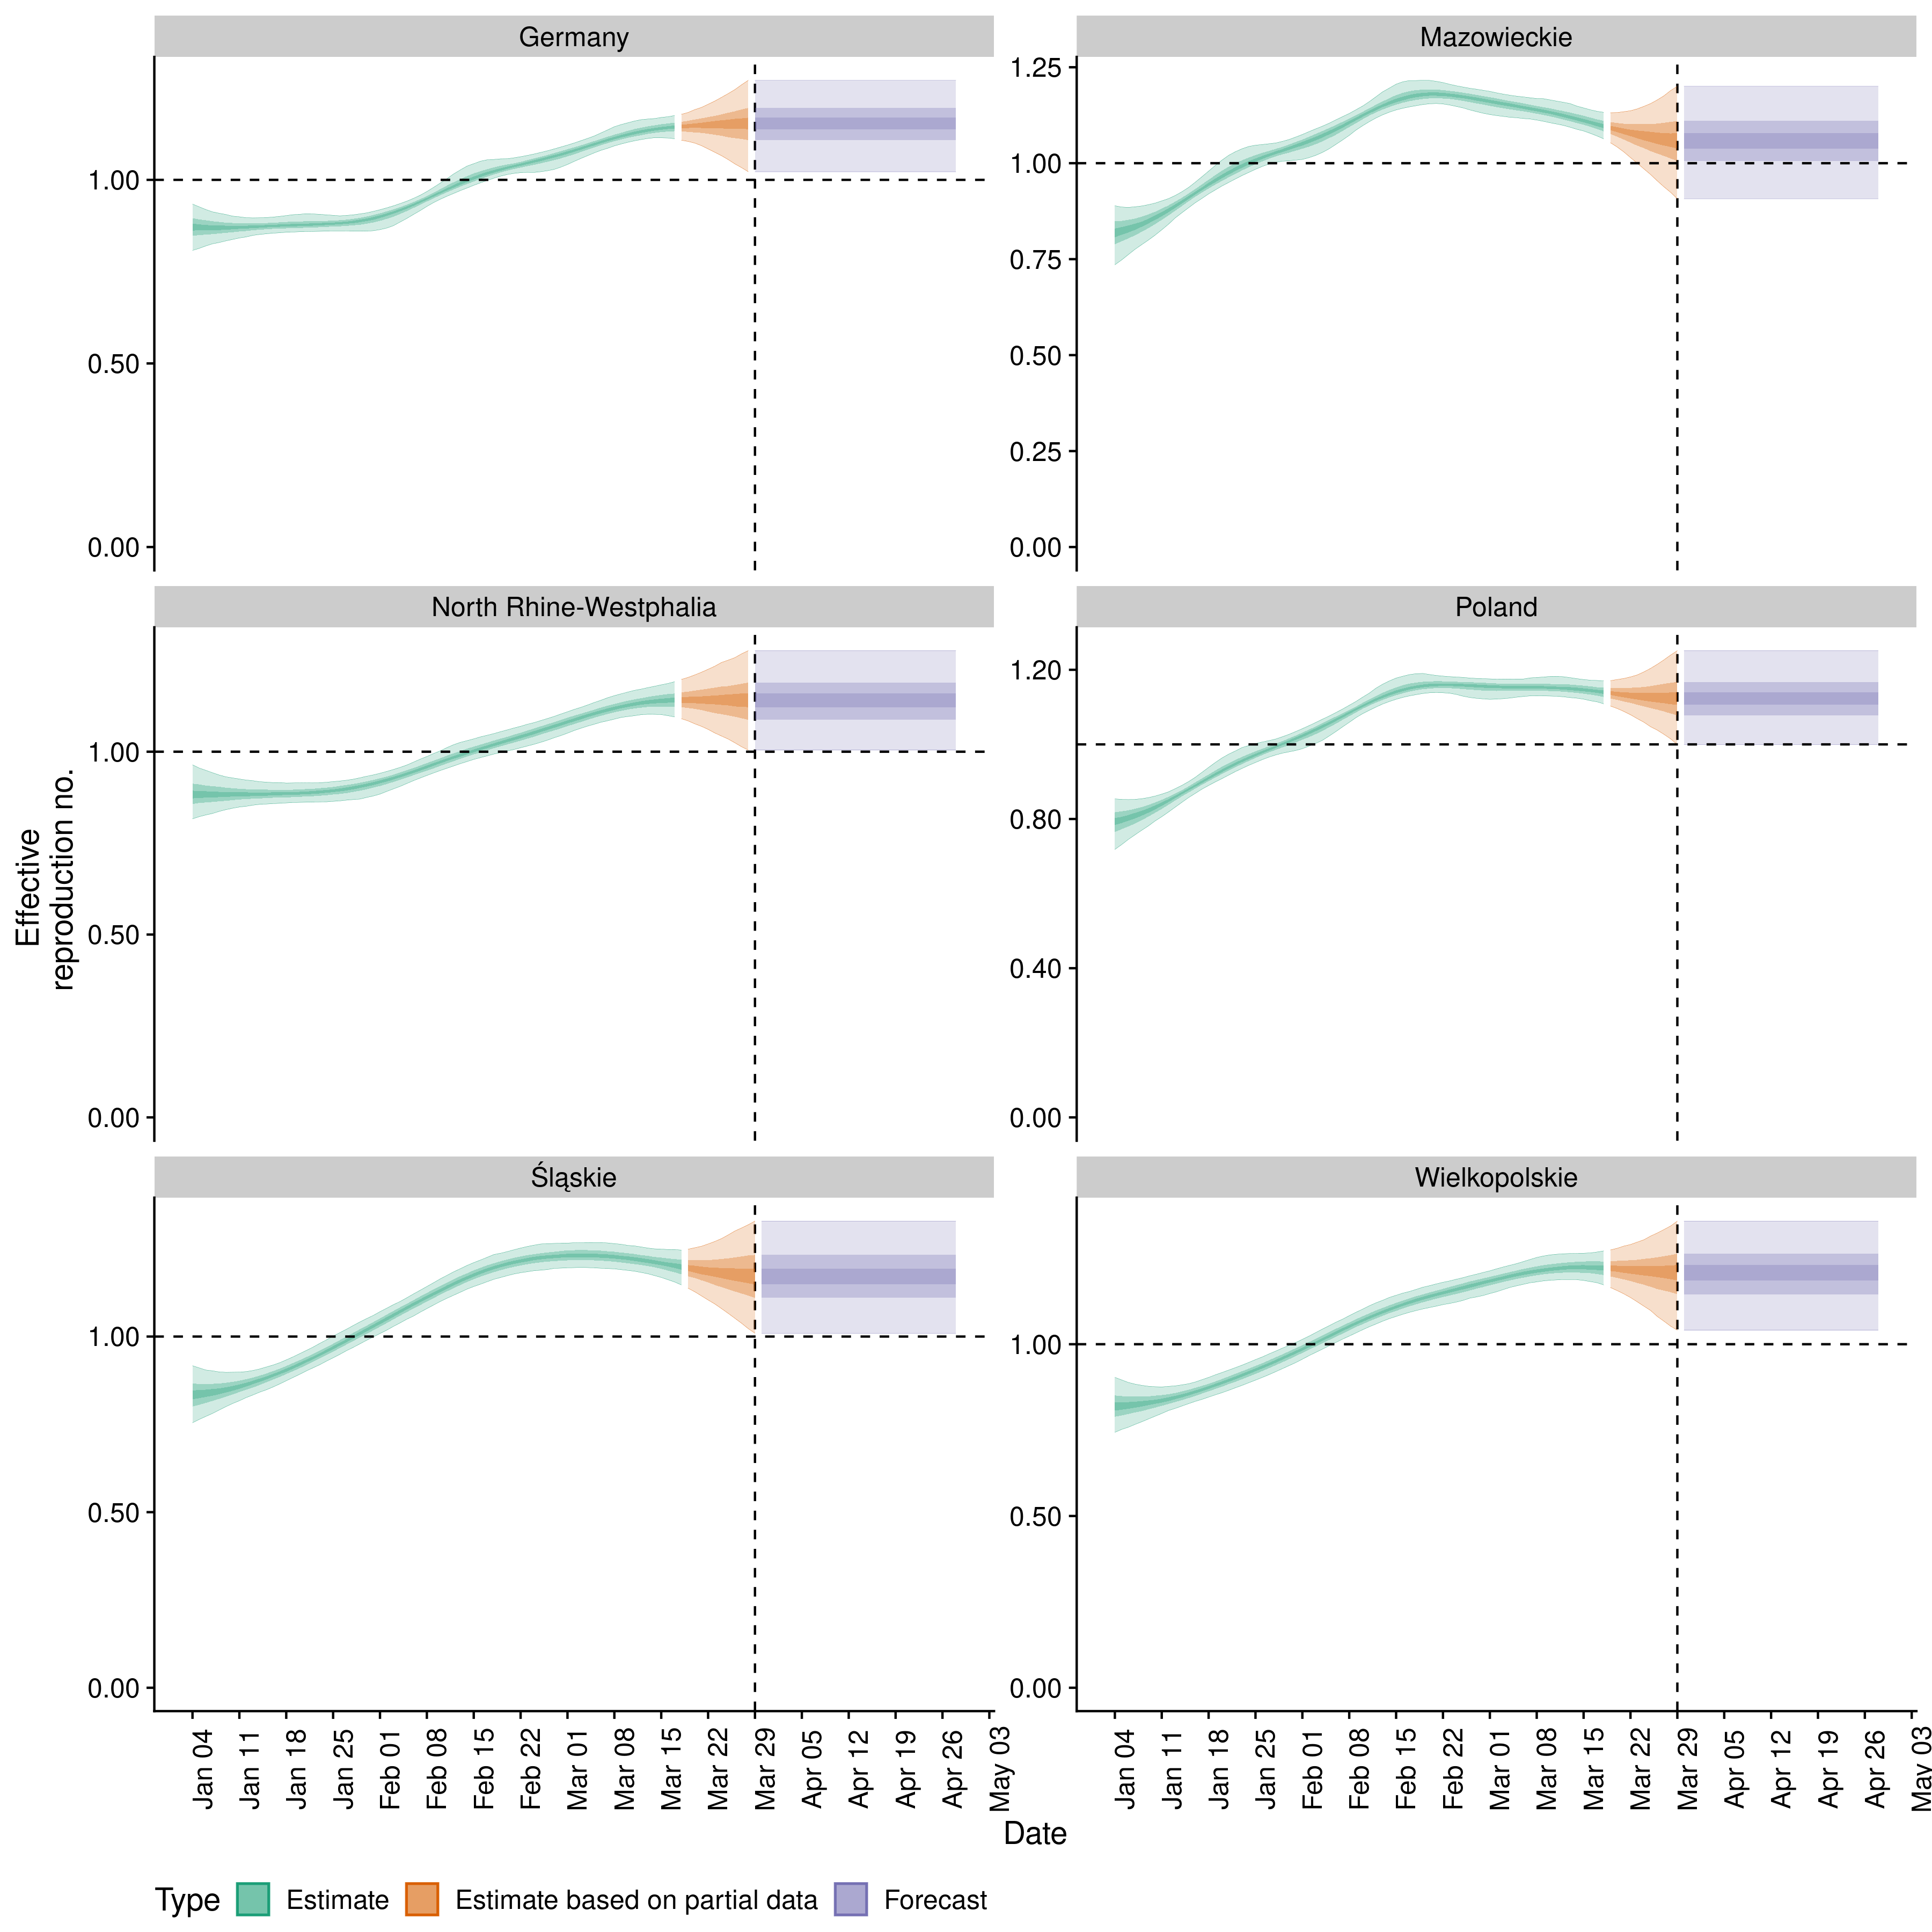 Germany
Mazowieckie
1.00
0.50
0.00
1.25
1.00
0.75
0.50
0.25
0.00
North Rhine-Westphalia
Poland
1.00
0.50
0.00
1.20
0.80
0.40
0.00
Śląskie
Wielkopolskie
1.00
0.50
0.00
1.00
0.50
0.00
Effective
reproduction no.
Jan 04
Jan 11
Jan 18
Jan 25
Feb 01
Feb 08
Feb 15
Feb 22
Mar 01
Mar 08
Mar 15
Mar 22
Mar 29
Apr 05
Apr 12
Apr 19
Apr 26
May 03
Jan 04
Jan 11
Jan 18
Jan 25
Feb 01
Feb 08
Feb 15
Feb 22
Mar 01
Mar 08
Mar 15
Mar 22
Mar 29
Apr 05
Apr 12
Apr 19
Apr 26
May 03
Date
Type Estimate Estimate based on partial data Forecast